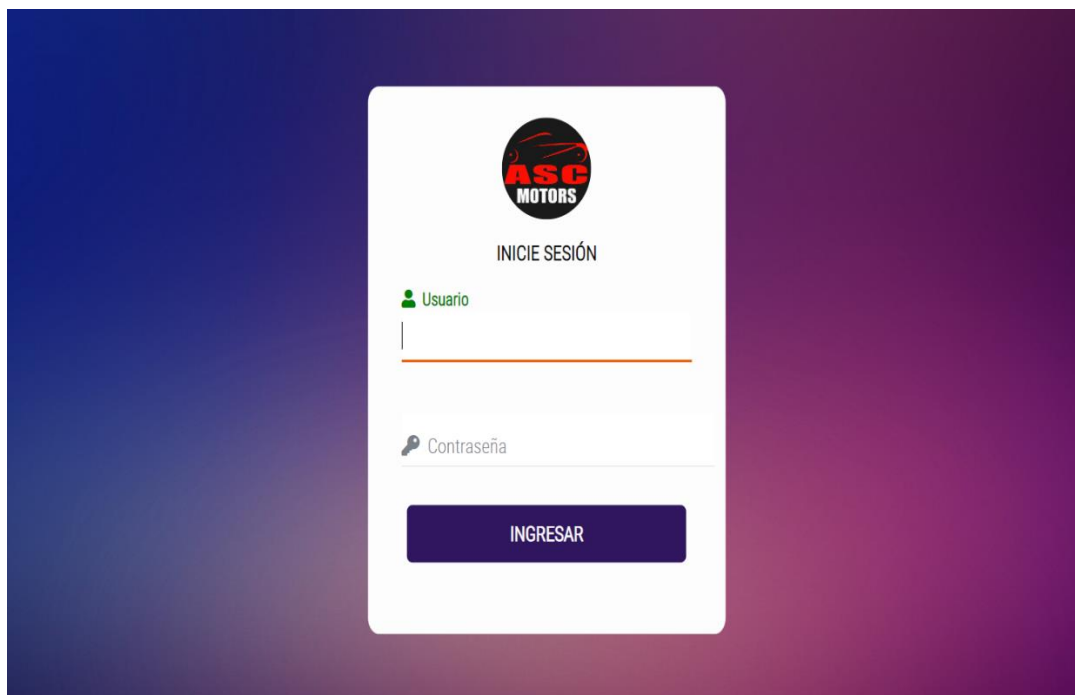 ASC
MOTORS
INICIE SESIÓN
Usuario
Contraseña
INGRESAR